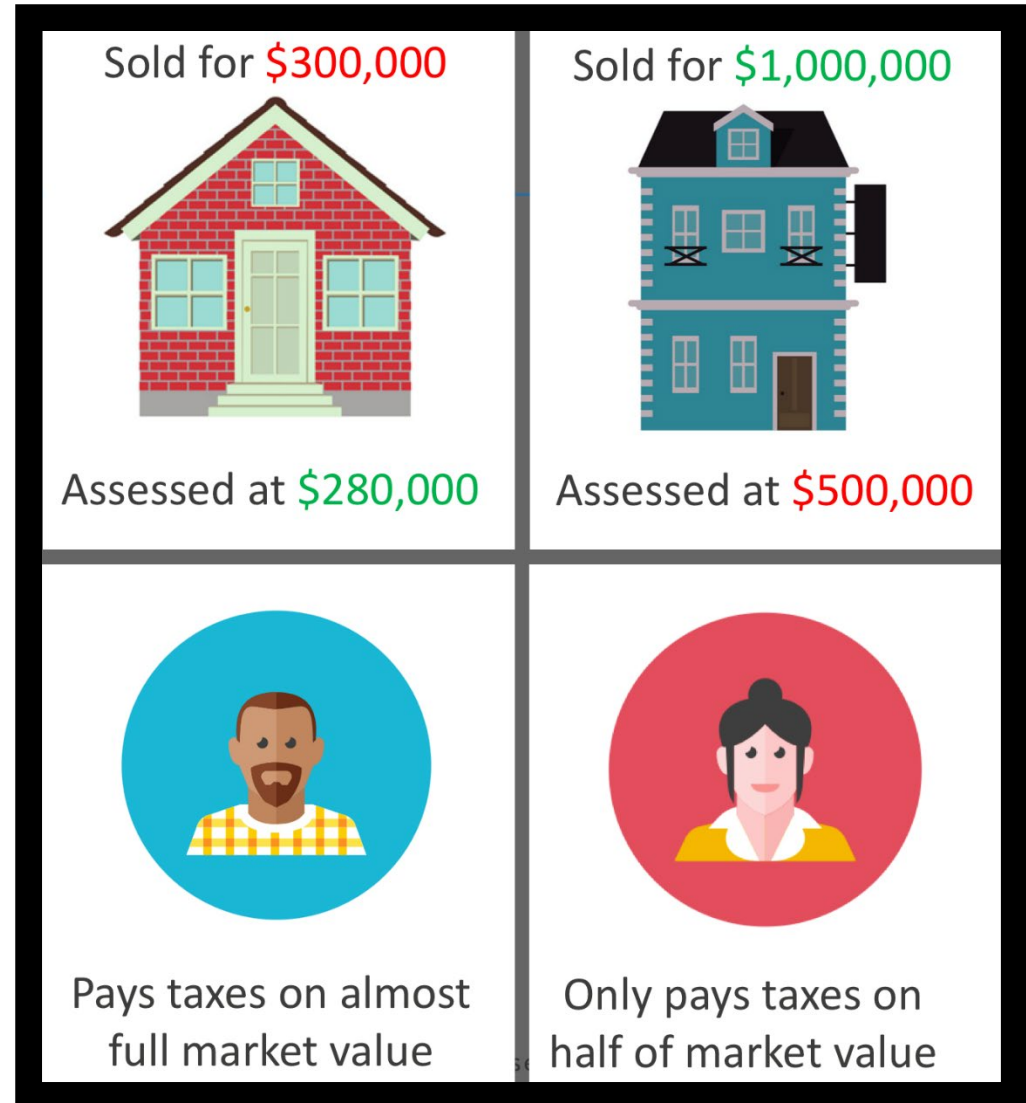 Sold for $300,000
Assessed at $280,000
Sold for $1,000,000
Assessed at $500,000
Pays taxes on almost
full market value
Only pays taxes on
half of market value